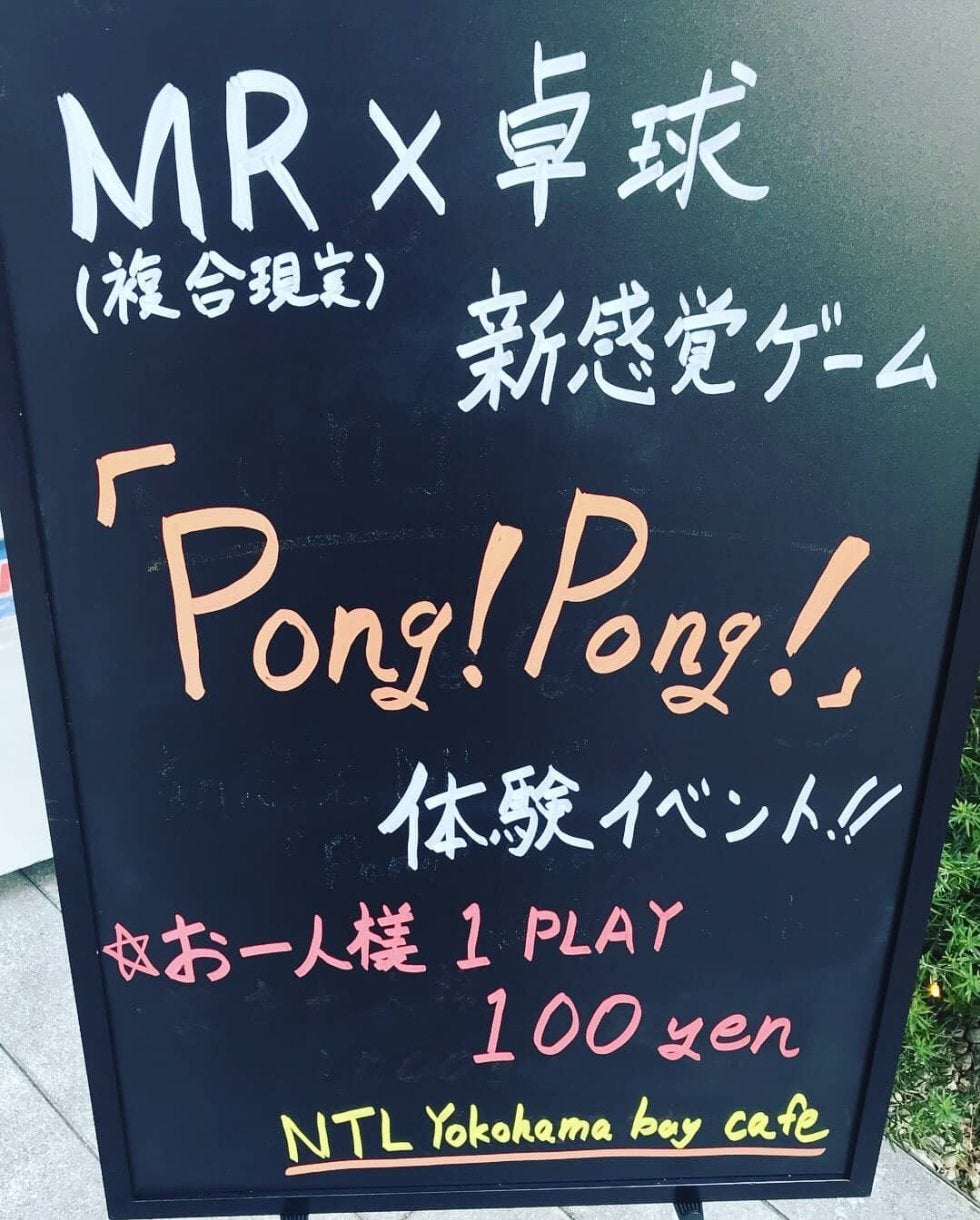 MR×卓球
(複合現実)
新感覚ゲーム
「Pong!Pong!」
体験イベント!!
☆お一人様 1 PLAY
100 yen
NTL Yokohama bay cafe